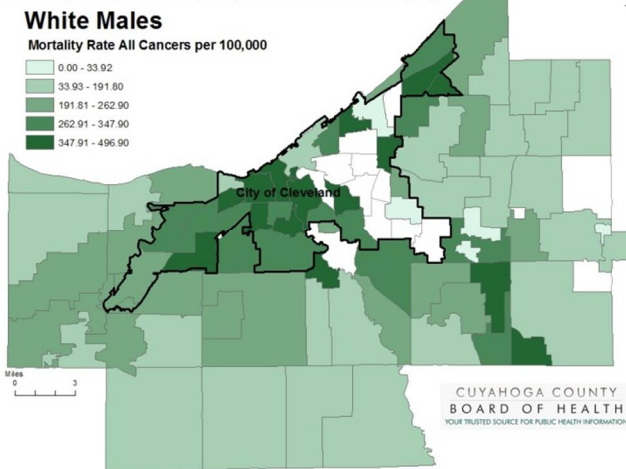 White Males
Mortality Rate All Cancers per 100,000
0.00 - 33.92
33.93 - 191.80
191.81 - 262.90
262.91 - 347.90
347.91 - 496.90
City of Cleveland
Miles
0 3
CUYAHOGA COUNTY
BOARD OF HEALTH
YOUR TRUSTED SOURCE FOR PUBLIC HEALTH INFORMATION